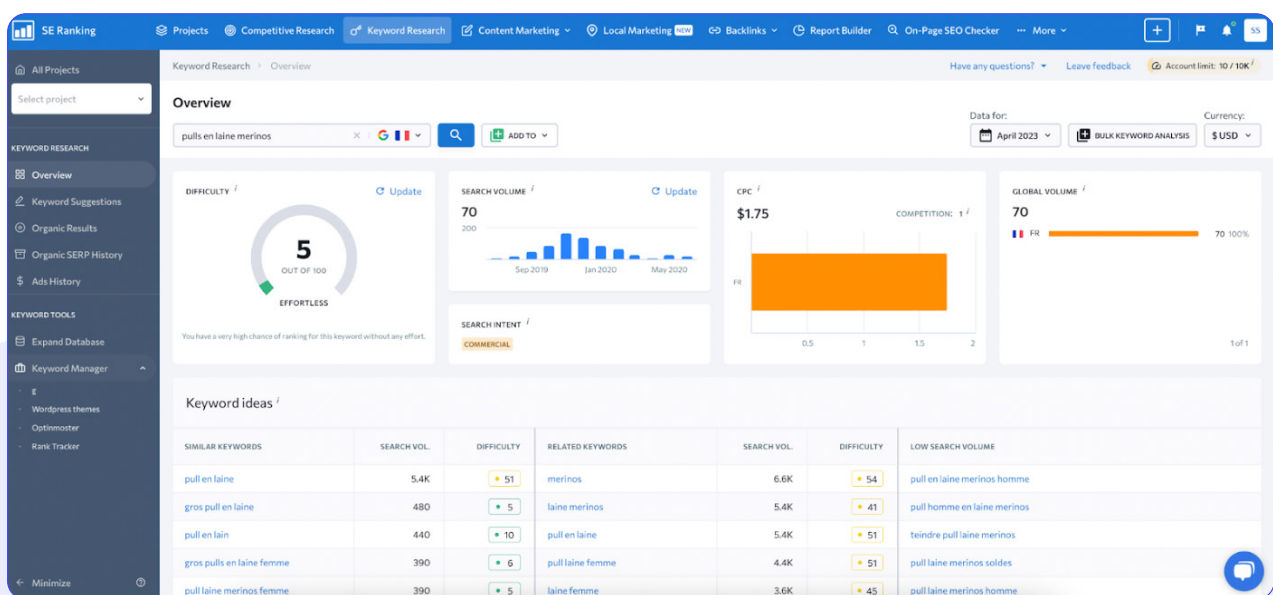 SE Ranking
Projects
Competitive Research
Keyword Research
Content Marketing
Local Marketing NEW
Backlinks
Report Builder
On-Page SEO Checker
More
SS
All Projects
Select project
KEYWORD RESEARCH
Overview
Keyword Suggestions
Organic Results
Organic SERP History
Ads History
KEYWORD TOOLS
Expand Database
Keyword Manager
E
Wordpress themes
Optinmoster
Rank Tracker
Minimize
Keyword Research > Overview
Have any questions?
Leave feedback
Account limit: 10 / 10K i
Overview
pulls en laine merinos
ADD TO
Data for:
April 2023
BULK KEYWORD ANALYSIS
Currency:
$ USD
DIFFICULTY i
Update
5
OUT OF 100
EFFORTLESS
You have a very high chance of ranking for this keyword without any effort.
SEARCH VOLUME i
Update
70
200
Sep 2019 Jan 2020 May 2020
SEARCH INTENT i
COMMERCIAL
CPC i
$1.75
COMPETITION: 1 i
FR
0.5 1 1.5 2
GLOBAL VOLUME i
70
FR 70 100%
1 of 1
Keyword ideas i
SIMILAR KEYWORDS SEARCH VOL. DIFFICULTY RELATED KEYWORDS SEARCH VOL. DIFFICULTY LOW SEARCH VOLUME
pull en laine 5.4K 51 merinos 6.6K 54 pull en laine merinos homme
gros pull en laine 480 5 laine merinos 5.4K 41 pull homme en laine merinos
pull en lain 440 10 pull en laine 5.4K 51 teindre pull laine merinos
gros pulls en laine femme 390 6 pull laine femme 4.4K 51 pull laine merinos soldes
pull laine merinos femme 390 5 laine femme 3.6K 45 pull laine merinos homme